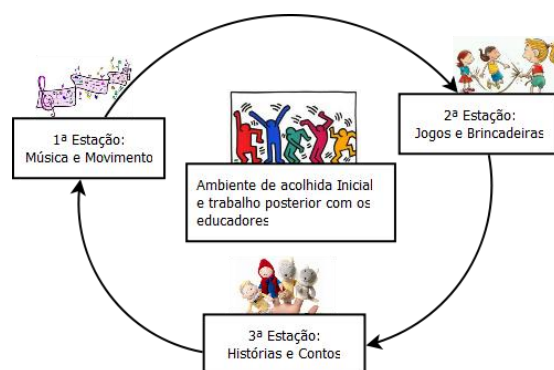 1ª Estação:
Música e Movimento
2ª Estação:
Jogos e Brincadeiras
Ambiente de acolhida Inicial
e trabalho posterior com os
educadores
3ª Estação:
Histórias e Contos